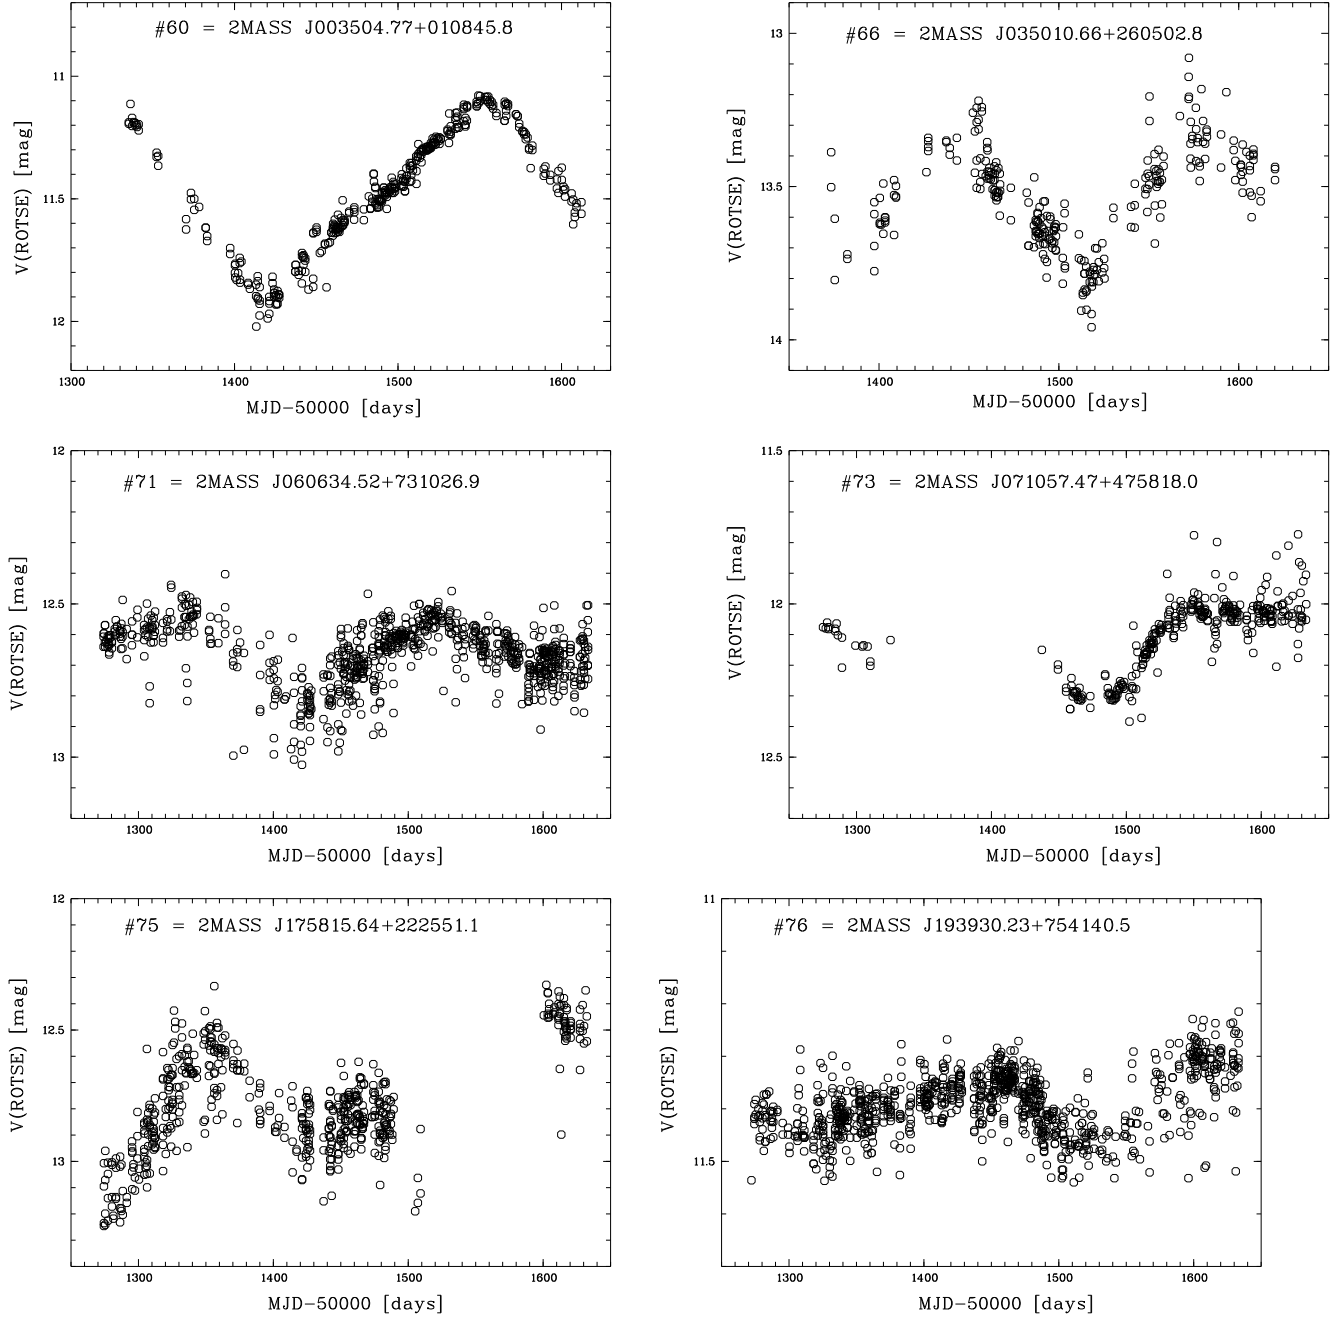 #60 = 2MASS J003504.77+010845.8
11
11.5
12
V(ROTSE) [mag]
1300 1400 1500 1600
MJD-50000 [days]
#66 = 2MASS J035010.66+260502.8
13
13.5
14
V(ROTSE) [mag]
1400 1500 1600
MJD-50000 [days]
#71 = 2MASS J060634.52+731026.9
12
12.5
13
V(ROTSE) [mag]
1300 1400 1500 1600
MJD-50000 [days]
#73 = 2MASS J071057.47+475818.0
11.5
12
12.5
V(ROTSE) [mag]
1300 1400 1500 1600
MJD-50000 [days]
#75 = 2MASS J175815.64+222551.1
12
12.5
13
V(ROTSE) [mag]
1300 1400 1500 1600
MJD-50000 [days]
#76 = 2MASS J193930.23+754140.5
11
11.5
V(ROTSE) [mag]
1300 1400 1500 1600
MJD-50000 [days]